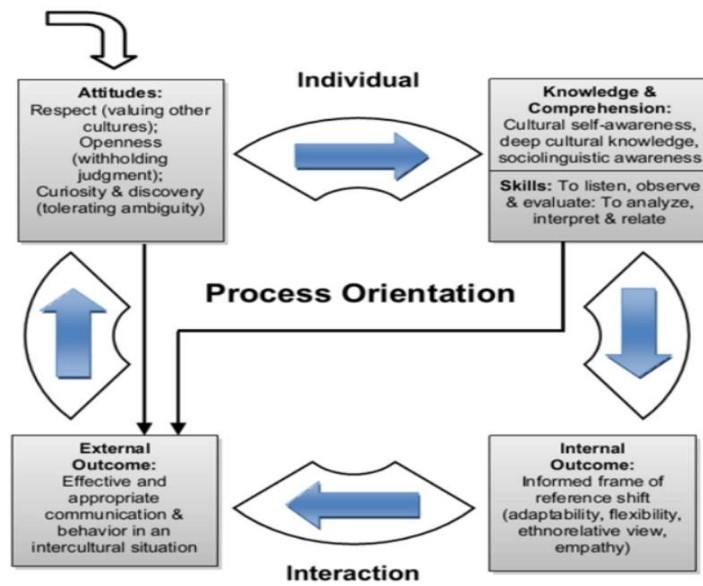 Individual
Attitudes:
Respect (valuing other
cultures);
Openness
(withholding
judgment);
Curiosity & discovery
(tolerating ambiguity)
Knowledge &
Comprehension:
Cultural self-awareness,
deep cultural knowledge,
sociolinguistic awareness
Skills: To listen, observe
& evaluate: To analyze,
interpret & relate
Process Orientation
External
Outcome:
Effective and
appropriate
communication &
behavior in an
intercultural situation
Internal
Outcome:
Informed frame of
reference shift
(adaptability, flexibility,
ethnorelative view,
empathy)
Interaction